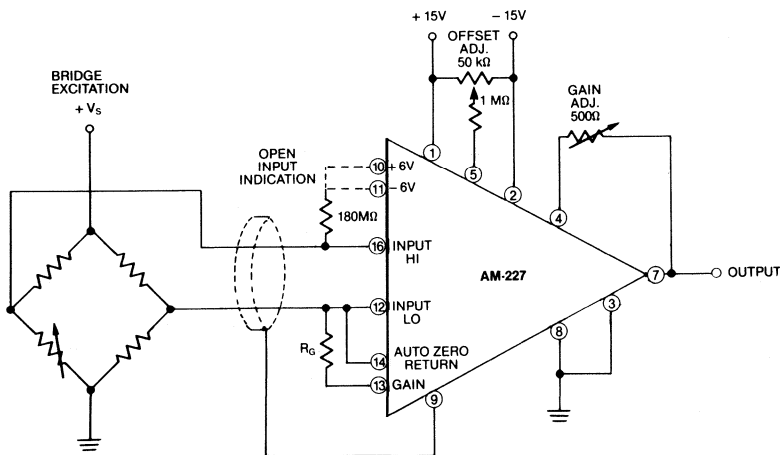 + 15V
− 15V
OFFSET
ADJ.
50 kΩ
BRIDGE
EXCITATION
+ VS
1 MΩ
GAIN
ADJ.
500Ω
OPEN
INPUT
INDICATION
1
10 + 6V
5
11 − 6V
2
4
180MΩ
16 INPUT
HI
AM-227
7
OUTPUT
12 INPUT
LO
3
8
RG
14 AUTO ZERO
RETURN
13 GAIN
9